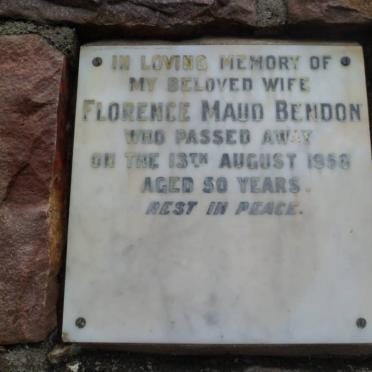 IN LOVING MEMORY OF
MY BELOVED WIFE
FLORENCE MAUD BENDON
WHO PASSED AWAY
ON THE 13TH AUGUST 1958
AGED 50 YEARS.
REST IN PEACE.